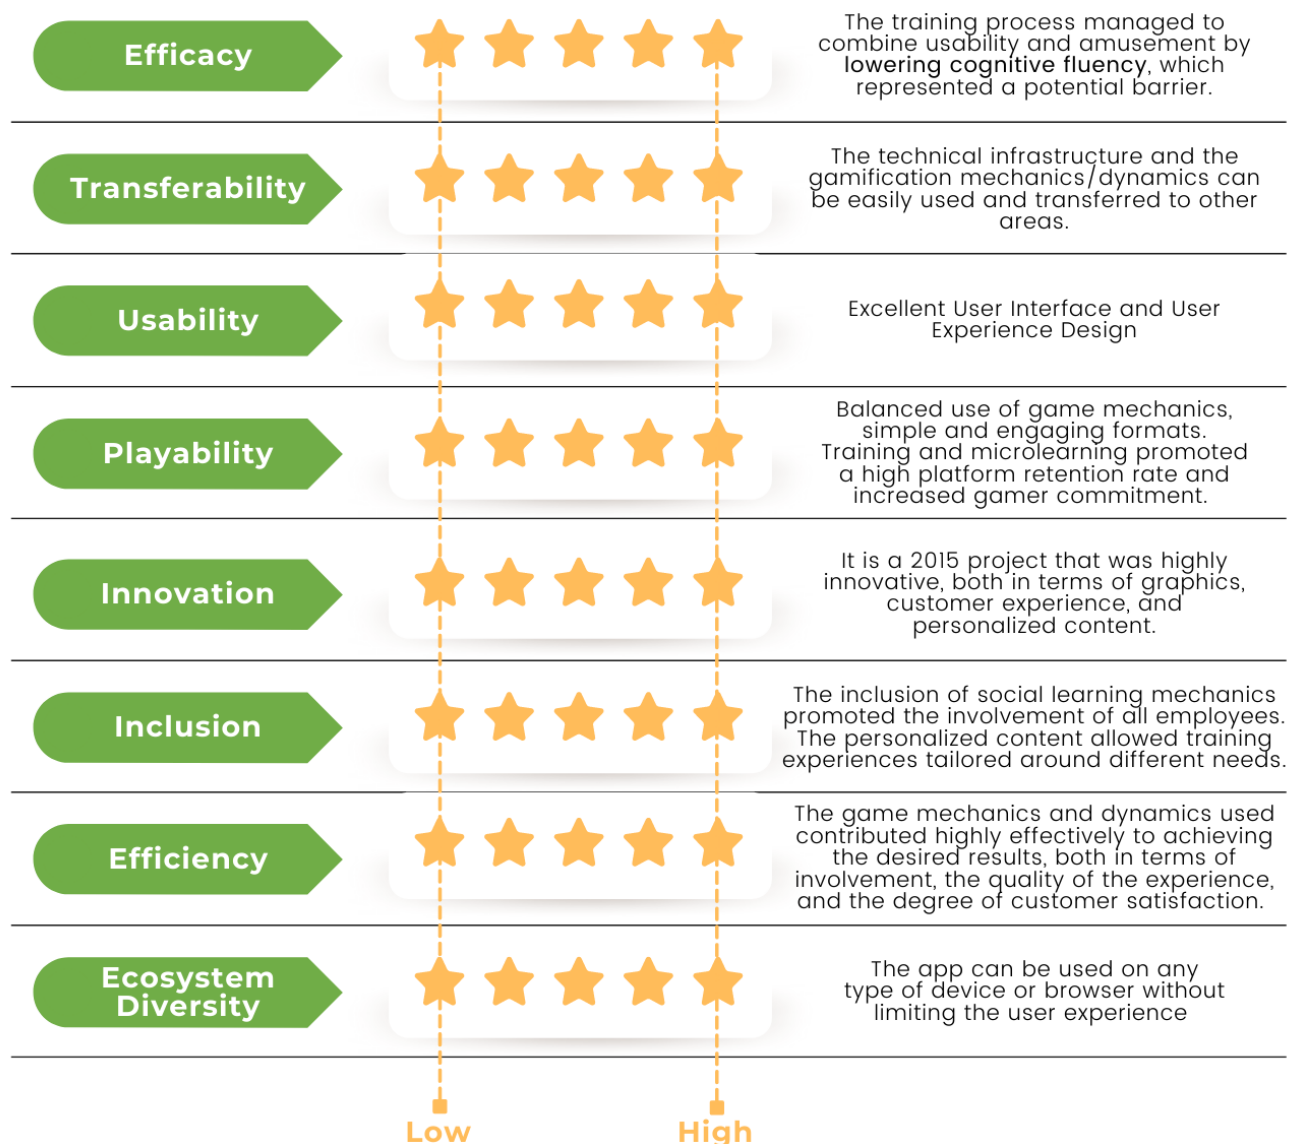 Efficacy
The training process managed to
combine usability and amusement by
lowering cognitive fluency, which
represented a potential barrier.
Transferability
The technical infrastructure and the
gamification mechanics/dynamics can
be easily used and transferred to other
areas.
Usability
Excellent User Interface and User
Experience Design
Playability
Balanced use of game mechanics,
simple and engaging formats.
Training and microlearning promoted
a high platform retention rate and
increased gamer commitment.
Innovation
It is a 2015 project that was highly
innovative, both in terms of graphics,
customer experience, and
personalized content.
Inclusion
The inclusion of social learning mechanics
promoted the involvement of all employees.
The personalized content allowed training
experiences tailored around different needs.
Efficiency
The game mechanics and dynamics used
contributed highly effectively to achieving
the desired results, both in terms of
involvement, the quality of the experience,
and the degree of customer satisfaction.
Ecosystem
Diversity
The app can be used on any
type of device or browser without
limiting the user experience
Low High